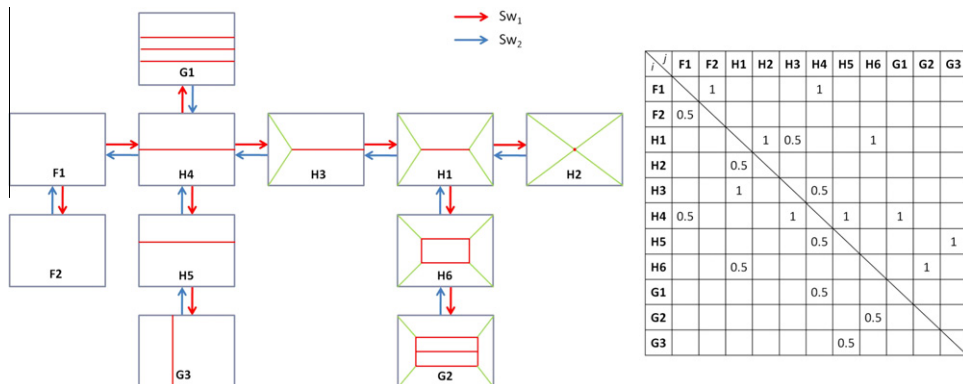 Sw1
Sw2
G1
F1
H4
H3
H1
H2
F2
H5
H6
G3
G2
i j F1 F2 H1 H2 H3 H4 H5 H6 G1 G2 G3
F1 1 1
F2 0.5
H1 1 0.5 1
H2 0.5
H3 1 0.5
H4 0.5 1 1 1
H5 0.5 1
H6 0.5 1
G1 0.5
G2 0.5
G3 0.5